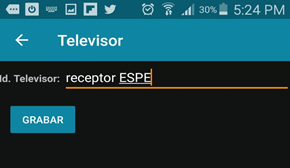 30% 5:24 PM
Televisor
Id. Televisor: receptor ESPE
GRABAR